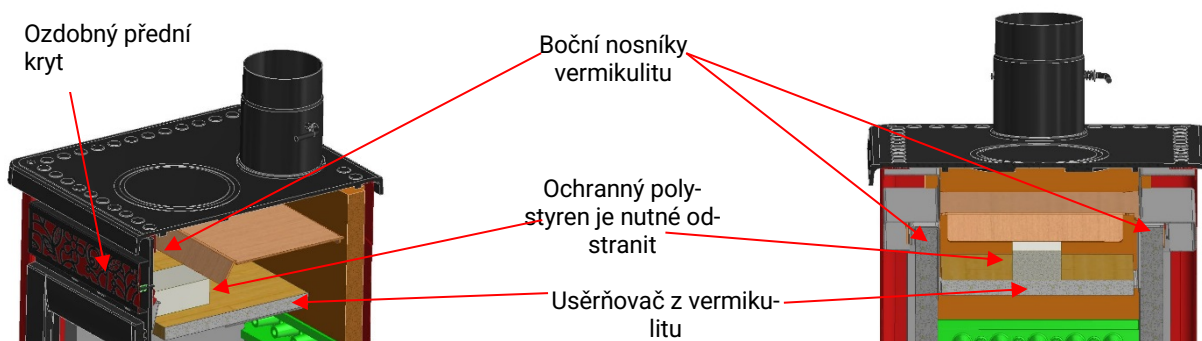 Ozdobný přední
kryt
Boční nosníky
vermikulitu
Ochranný poly-
styren je nutné od-
stranit
Usěrňovač z vermiku-
litu